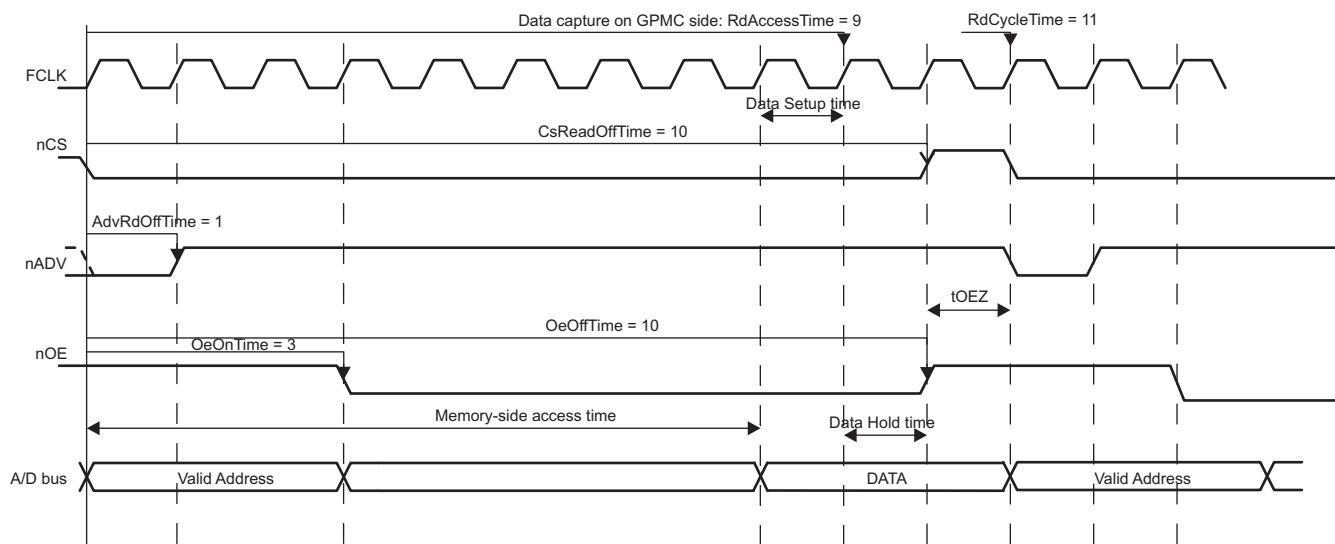 Data capture on GPMC side: RdAccessTime = 9
RdCycleTime = 11
FCLK
Data Setup time
nCS
CsReadOffTime = 10
AdvRdOffTime = 1
nADV
tOEZ
OeOffTime = 10
nOE
OeOnTime = 3
Memory-side access time
Data Hold time
A/D bus
Valid Address
DATA
Valid Address